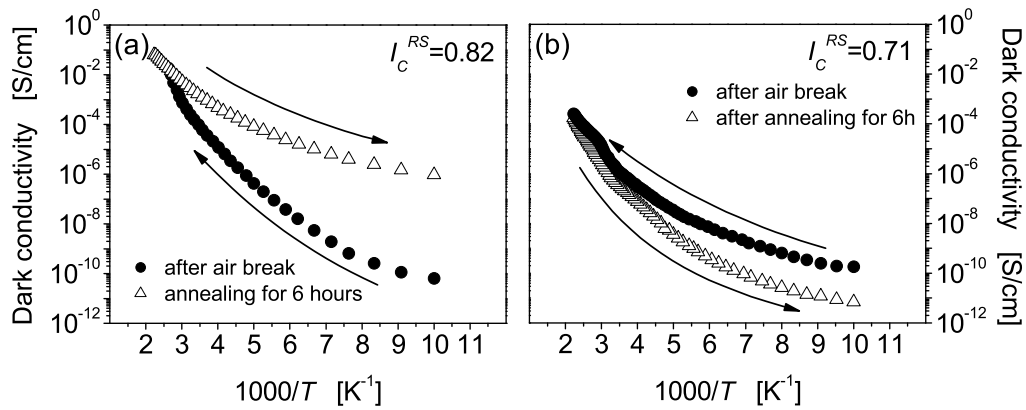 (a)
I_C^RS=0.82
Dark conductivity [S/cm]
10^0
10^-2
10^-4
10^-6
10^-8
10^-10
10^-12
after air break
annealing for 6 hours
2 3 4 5 6 7 8 9 10 11
1000/T [K^-1]
(b)
I_C^RS=0.71
after air break
after annealing for 6h
10^0
10^-2
10^-4
10^-6
10^-8
10^-10
10^-12
Dark conductivity [S/cm]
2 3 4 5 6 7 8 9 10 11
1000/T [K^-1]